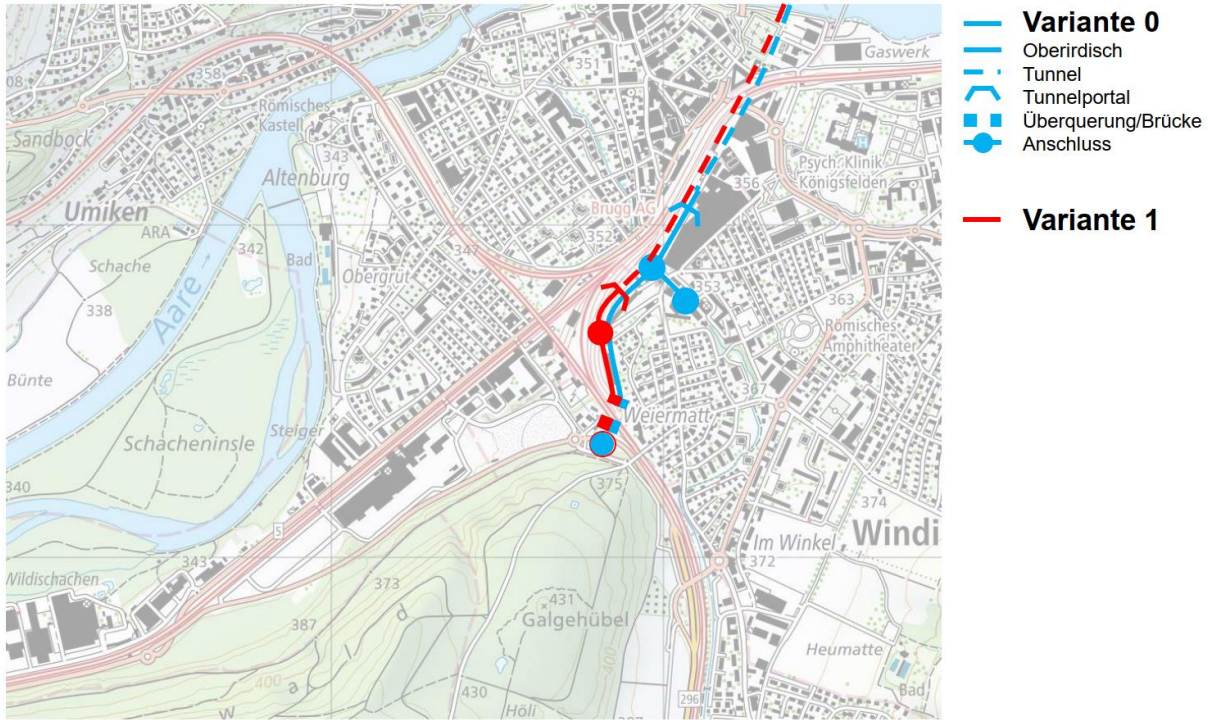 Variante 0
Oberirdisch
Tunnel
Tunnelportal
Überquerung/Brücke
Anschluss
Variante 1
351
Gaswerk
358
08
Römisches
Kastell
Sandbock
343
Altenburg
Psych. Klinik
Königsfelden
H
356
Umiken
Brugg AG
ARA
352
342
347
Bad
Schache
Obergrüt
353
Aare
338
363
Römisches
Amphitheater
Bünte
367
Weiermatt
Steiger
Schacheninsle
340
375
374
5
Windi
Im Winkel
343
372
Wildischachen
373
431
Galgehübel
387
d
l
Heumatte
400
400
a
430
Bad
w
Höli
296